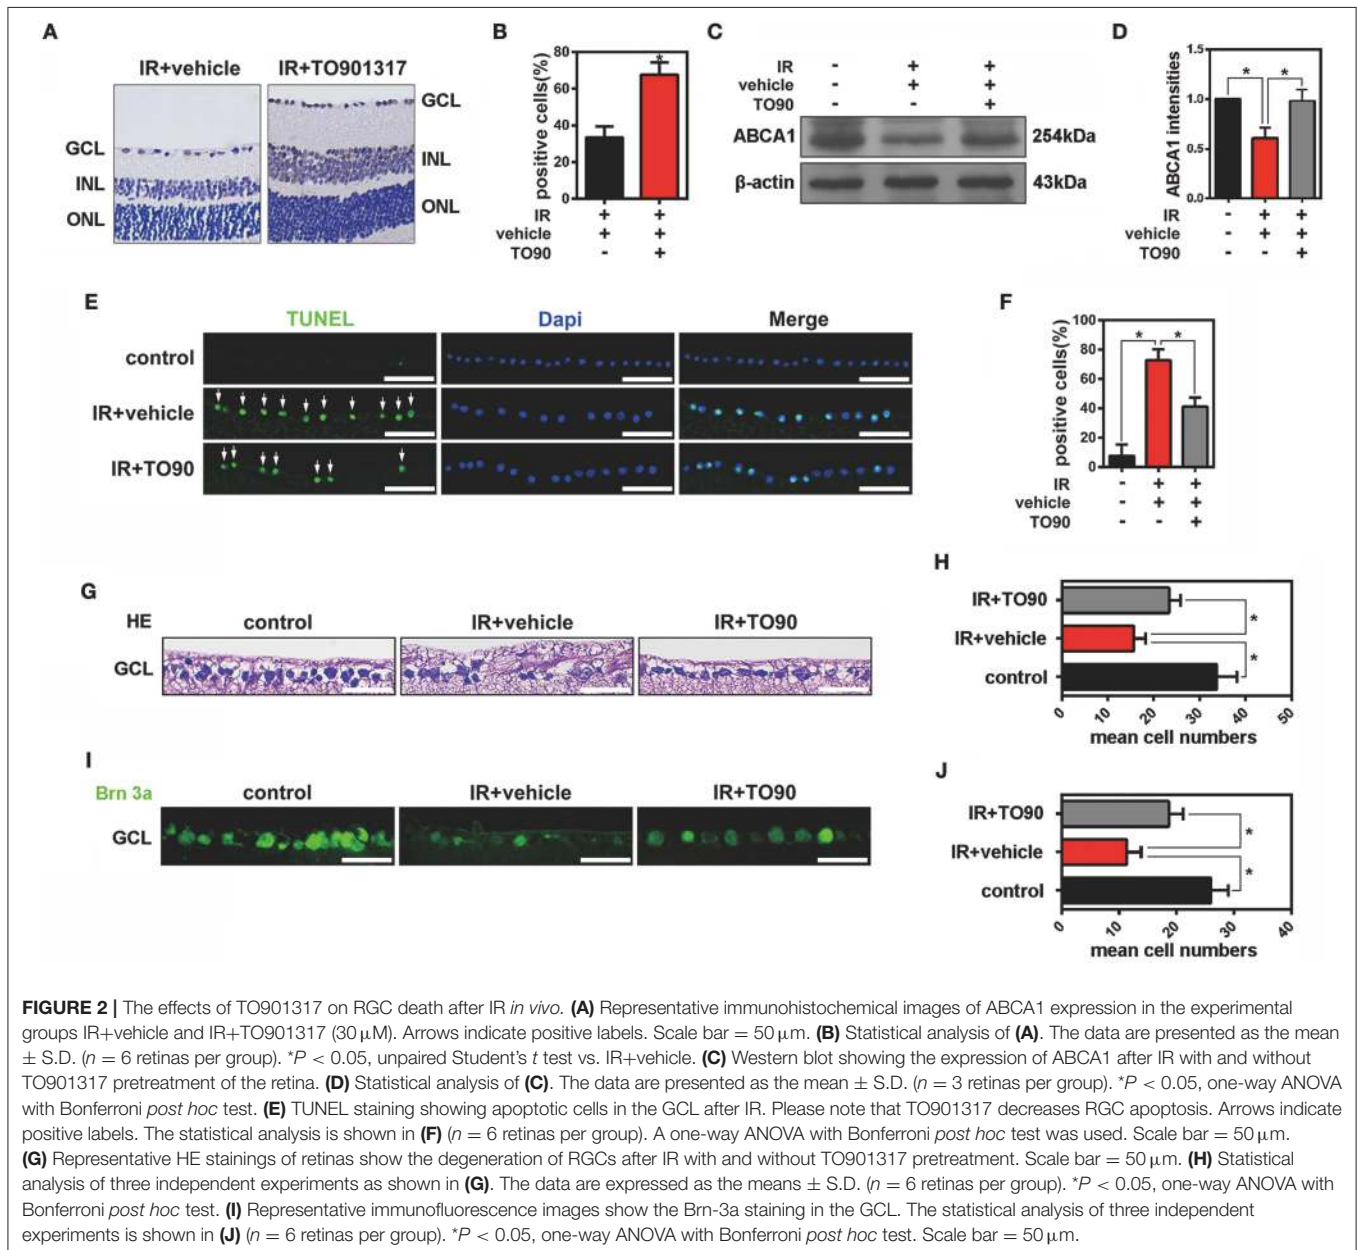 A
IR+vehicle
IR+TO901317
GCL
INL
ONL
GCL
INL
ONL
B
positive cells(%)
80
60
40
20
0
*
IR + +
vehicle + +
TO90 - +
C
IR - + +
vehicle - + +
TO90 - - +
ABCA1
254kDa
β-actin
43kDa
D
ABCA1 intensities
1.5
1.0
0.5
0.0
* *
IR - + +
vehicle - + +
TO90 - - +
E
TUNEL
Dapi
Merge
control
IR+vehicle
IR+TO90
F
positive cells(%)
100
80
60
40
20
0
* *
IR - + +
vehicle - + +
TO90 - - +
G
HE
control
IR+vehicle
IR+TO90
GCL
H
IR+TO90
IR+vehicle
control
*
*
0 10 20 30 40 50
mean cell numbers
I
Brn 3a
control
IR+vehicle
IR+TO90
GCL
J
IR+TO90
IR+vehicle
control
*
*
0 10 20 30 40
mean cell numbers
FIGURE 2 | The effects of TO901317 on RGC death after IR in vivo. (A) Representative immunohistochemical images of ABCA1 expression in the experimental
groups IR+vehicle and IR+TO901317 (30 μM). Arrows indicate positive labels. Scale bar = 50 μm. (B) Statistical analysis of (A). The data are presented as the mean
± S.D. (n = 6 retinas per group). *P < 0.05, unpaired Student's t test vs. IR+vehicle. (C) Western blot showing the expression of ABCA1 after IR with and without
TO901317 pretreatment of the retina. (D) Statistical analysis of (C). The data are presented as the mean ± S.D. (n = 3 retinas per group). *P < 0.05, one-way ANOVA
with Bonferroni post hoc test. (E) TUNEL staining showing apoptotic cells in the GCL after IR. Please note that TO901317 decreases RGC apoptosis. Arrows indicate
positive labels. The statistical analysis is shown in (F) (n = 6 retinas per group). A one-way ANOVA with Bonferroni post hoc test was used. Scale bar = 50 μm.
(G) Representative HE stainings of retinas show the degeneration of RGCs after IR with and without TO901317 pretreatment. Scale bar = 50 μm. (H) Statistical
analysis of three independent experiments as shown in (G). The data are expressed as the means ± S.D. (n = 6 retinas per group). *P < 0.05, one-way ANOVA with
Bonferroni post hoc test. (I) Representative immunofluorescence images show the Brn-3a staining in the GCL. The statistical analysis of three independent
experiments is shown in (J) (n = 6 retinas per group). *P < 0.05, one-way ANOVA with Bonferroni post hoc test. Scale bar = 50 μm.